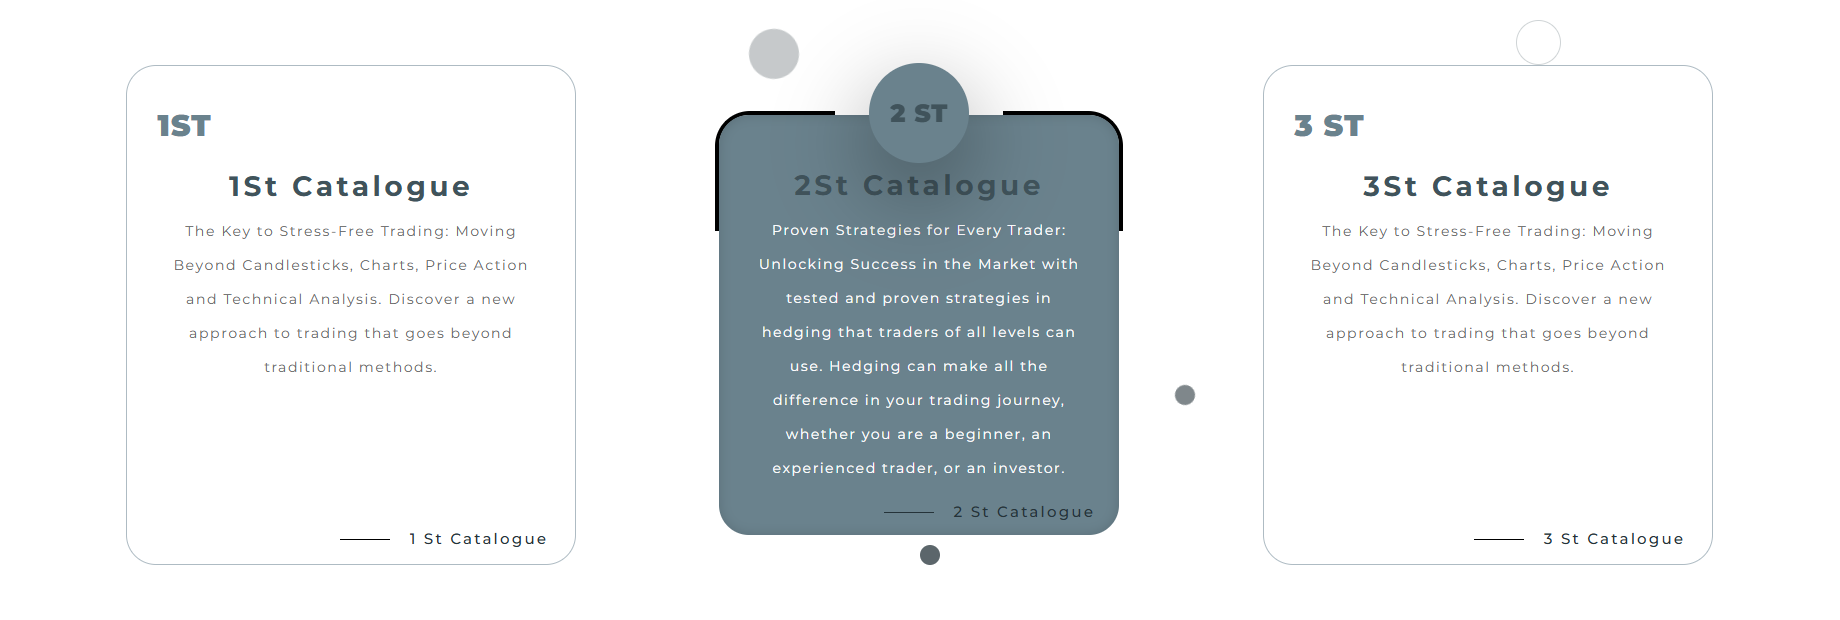 1ST
1St Catalogue
The Key to Stress-Free Trading: Moving
Beyond Candlesticks, Charts, Price Action
and Technical Analysis. Discover a new
approach to trading that goes beyond
traditional methods.
1 St Catalogue
2 ST
2St Catalogue
Proven Strategies for Every Trader:
Unlocking Success in the Market with
tested and proven strategies in
hedging that traders of all levels can
use. Hedging can make all the
difference in your trading journey,
whether you are a beginner, an
experienced trader, or an investor.
2 St Catalogue
3 ST
3St Catalogue
The Key to Stress-Free Trading: Moving
Beyond Candlesticks, Charts, Price Action
and Technical Analysis. Discover a new
approach to trading that goes beyond
traditional methods.
3 St Catalogue